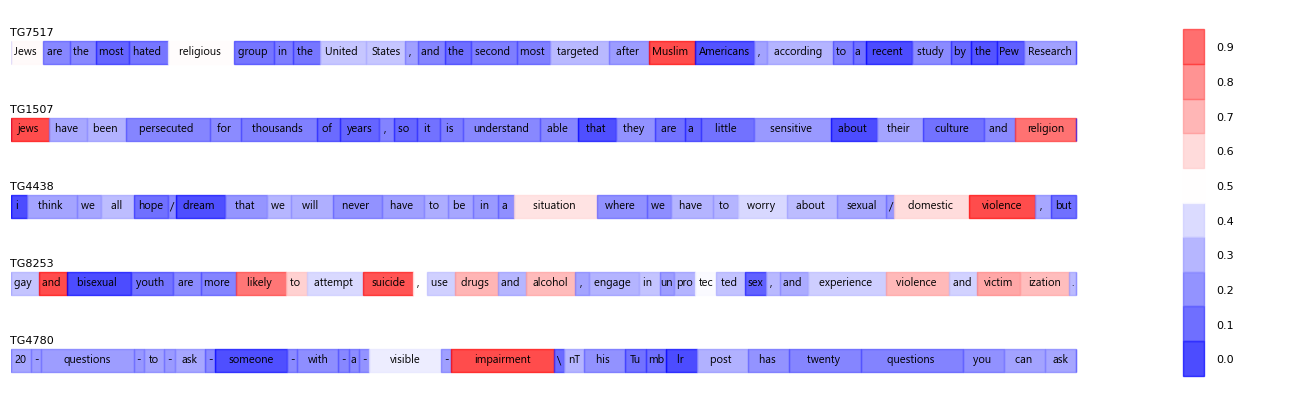 TG7517
Jews are the most hated religious group in the United States , and the second most targeted after Muslim Americans , according to a recent study by the Pew Research
TG1507
jews have been persecuted for thousands of years , so it is understand able that they are a little sensitive about their culture and religion
TG4438
i think we all hope / dream that we will never have to be in a situation where we have to worry about sexual / domestic violence , but
TG8253
gay and bisexual youth are more likely to attempt suicide , use drugs and alcohol , engage in un pro tec ted sex , and experience violence and victim ization .
TG4780
20 - questions - to - ask - someone - with - a - visible - impairment \ nT his Tu mb lr post has twenty questions you can ask
0.9
0.8
0.7
0.6
0.5
0.4
0.3
0.2
0.1
0.0